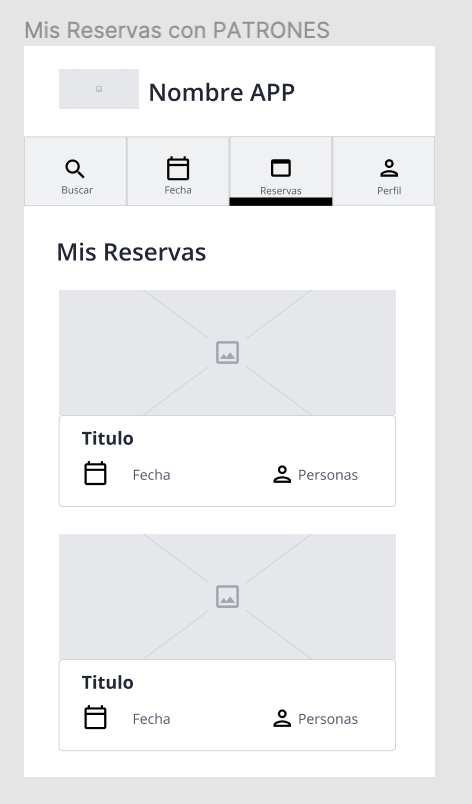 Mis Reservas con PATRONES
Nombre APP
Buscar
Fecha
Reservas
Perfil
Mis Reservas
Titulo
Fecha
Personas
Titulo
Fecha
Personas